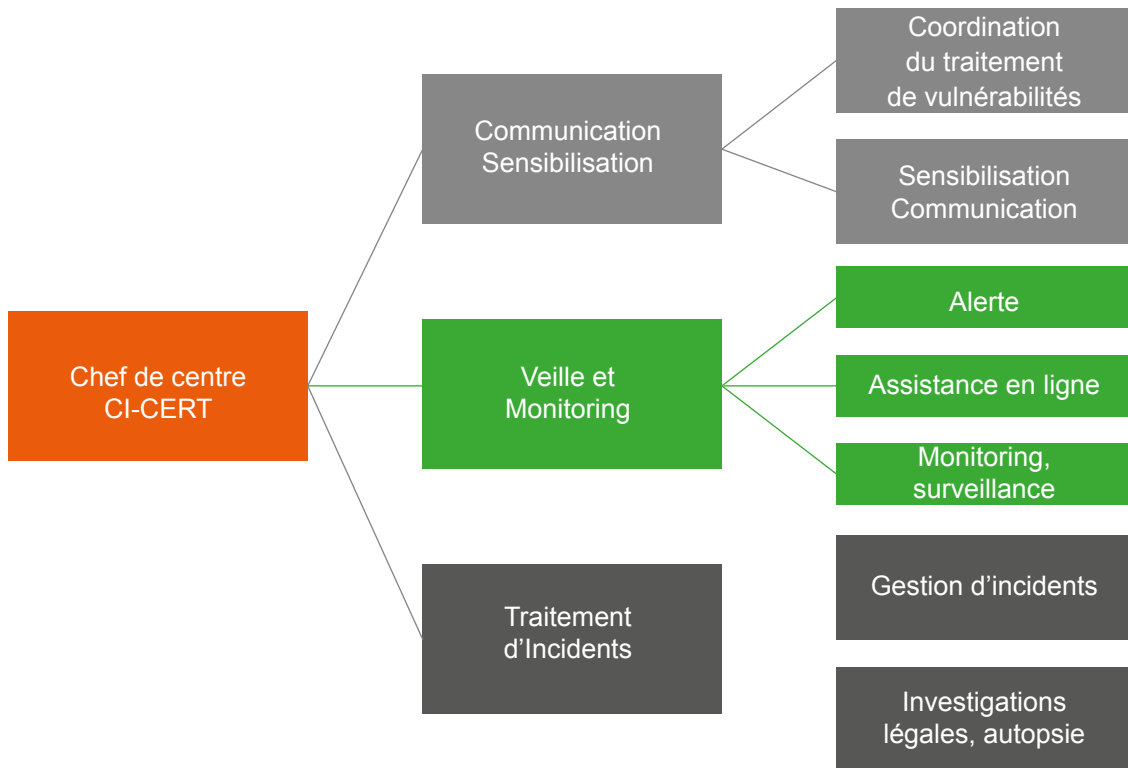 Chef de centre
CI-CERT
Communication
Sensibilisation
Coordination
du traitement
de vulnérabilités
Sensibilisation
Communication
Veille et
Monitoring
Alerte
Assistance en ligne
Monitoring,
surveillance
Traitement
d’Incidents
Gestion d’incidents
Investigations
légales, autopsie